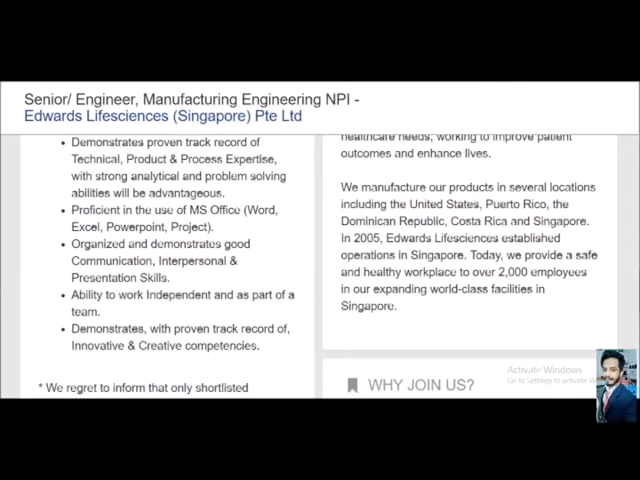 Senior/ Engineer, Manufacturing Engineering NPI -
Edwards Lifesciences (Singapore) Pte Ltd
• Demonstrates proven track record of
Technical, Product & Process Expertise,
with strong analytical and problem solving
abilities will be advantageous.
• Proficient in the use of MS Office (Word,
Excel, Powerpoint, Project).
• Organized and demonstrates good
Communication, Interpersonal &
Presentation Skills.
• Ability to work Independent and as part of a
team.
• Demonstrates, with proven track record of,
Innovative & Creative competencies.
* We regret to inform that only shortlisted
healthcare needs, working to improve patient
outcomes and enhance lives.
We manufacture our products in several locations
including the United States, Puerto Rico, the
Dominican Republic, Costa Rica and Singapore.
In 2005, Edwards Lifesciences established
operations in Singapore. Today, we provide a safe
and healthy workplace to over 2,000 employees
in our expanding world-class facilities in
Singapore.
WHY JOIN US?
Activate Windows
Go to Settings to activate